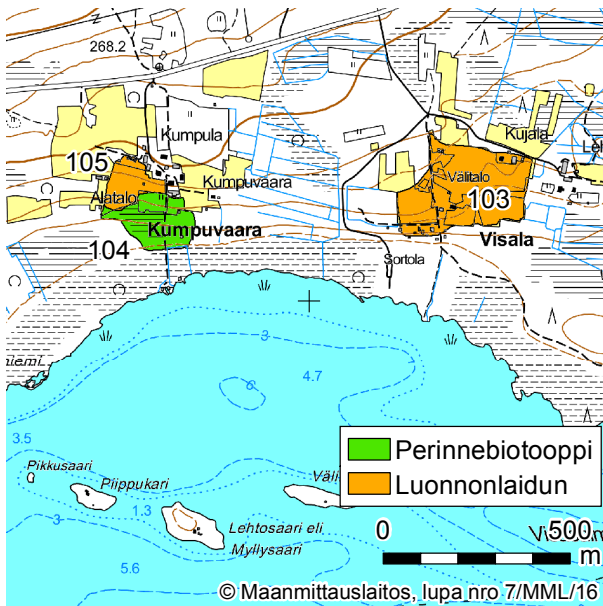 268.2
Kumpula
Kujala
105
Välitalo
Kumpuvaara
Alatalo
103
104
Kumpuvaara
Visala
Sortola
niemi
3
4.7
6
3.5
Pikkusaari
Piippukari
1.3
3
Lehtosaari eli
Myllysaari
5.6
Perinnebiotooppi
Luonnonlaidun
0
500
m
© Maanmittauslaitos, lupa nro 7/MML/16